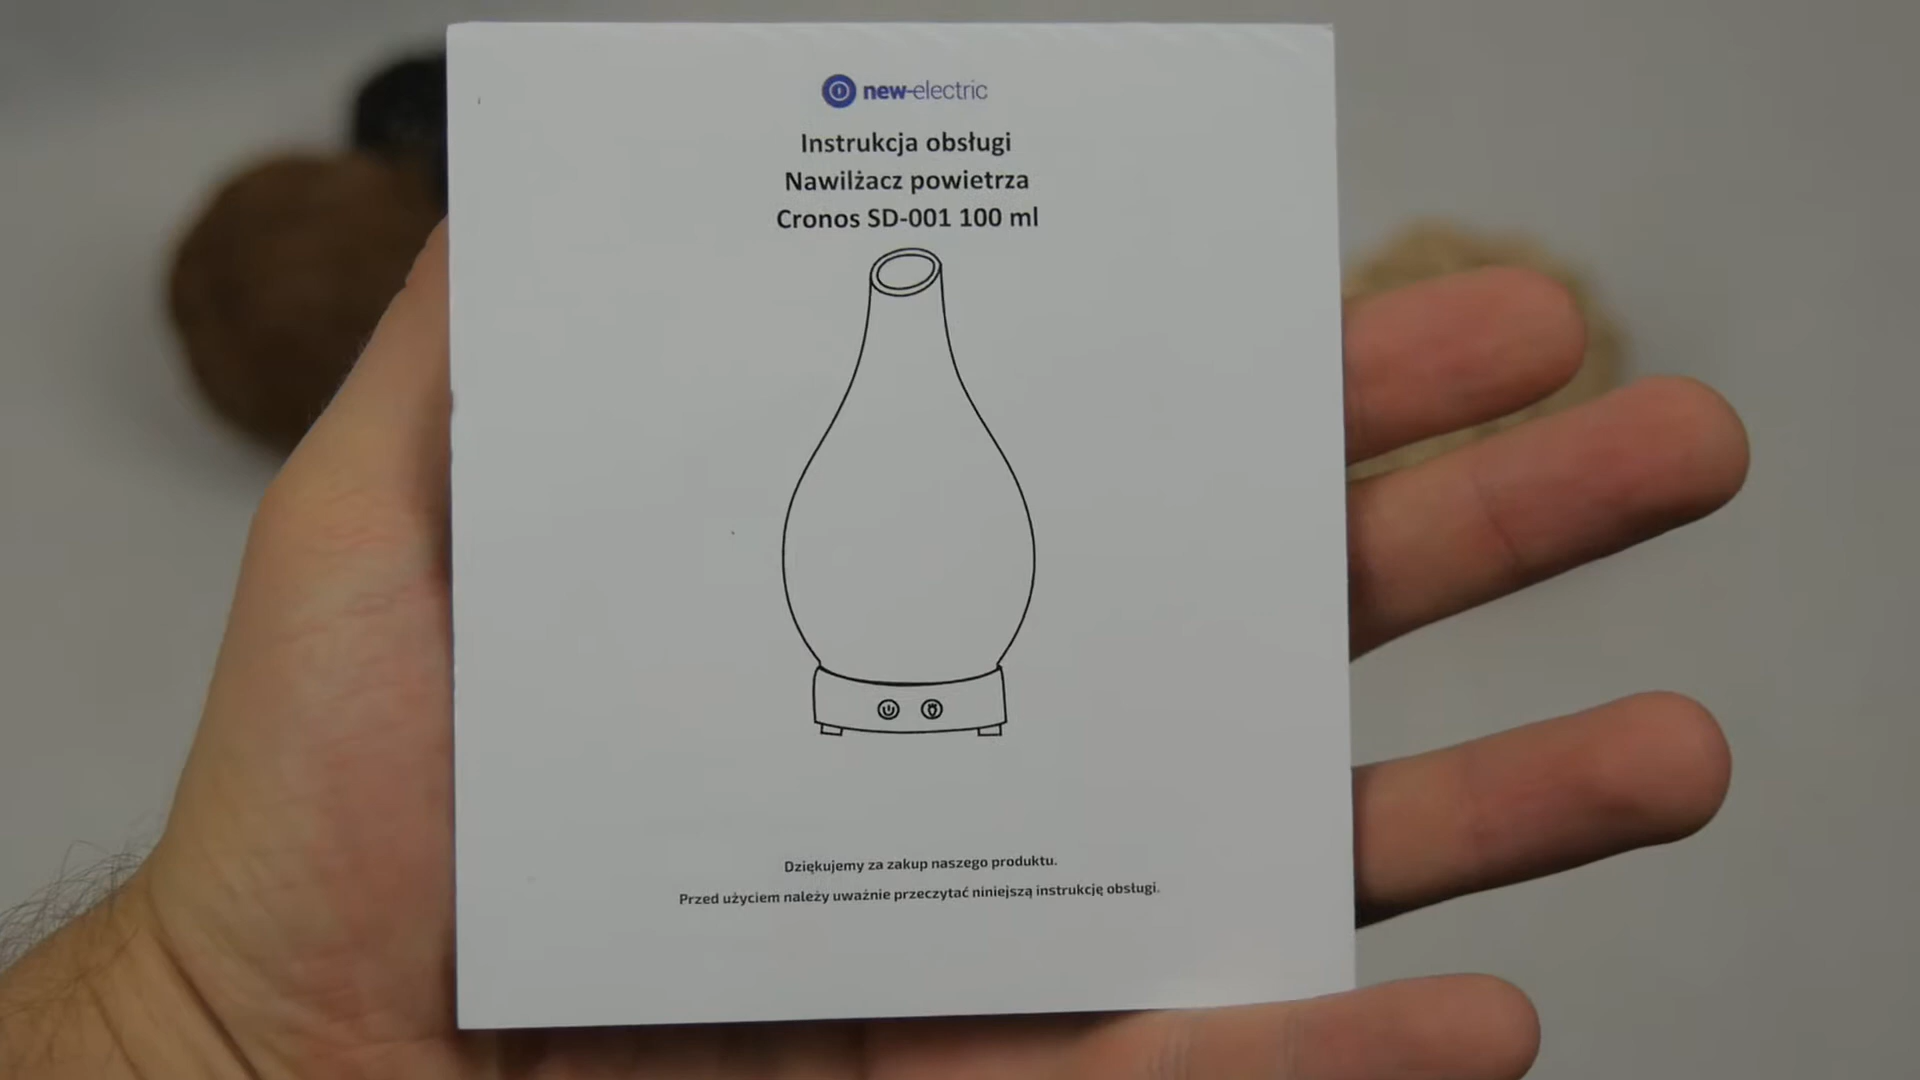 new-electric
Instrukcja obsługi
Nawilżacz powietrza
Cronos SD-001 100 ml
Dziękujemy za zakup naszego produktu.
Przed użyciem należy uważnie przeczytać niniejszą instrukcję obsługi.